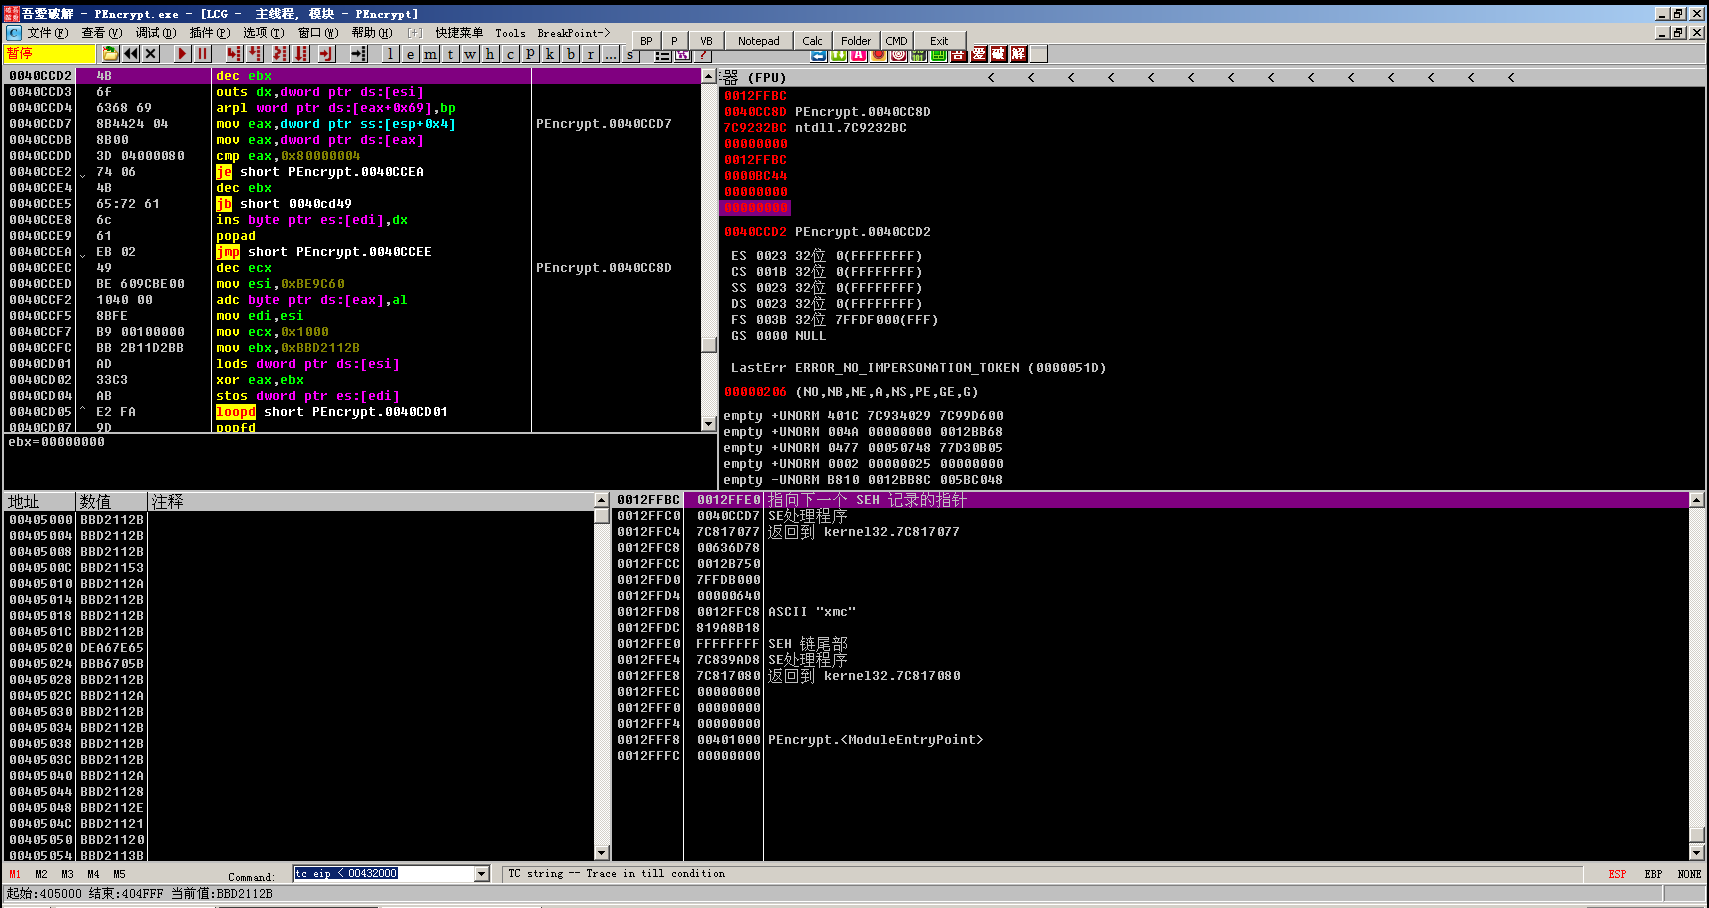 吾愛破解 - PEncrypt.exe - [LCG - 主线程, 模块 - PEncrypt]
C 文件(F) 查看(V) 调试(D) 插件(P) 选项(T) 窗口(W) 帮助(H) [+] 快捷菜单 Tools BreakPoint->
BP P VB Notepad Calc Folder CMD Exit
暂停 l e m t w h c p k b r ... s ? 吾 愛 破 解
0040CCD2 4B dec ebx
0040CCD3 6f outs dx,dword ptr ds:[esi]
0040CCD4 6368 69 arpl word ptr ds:[eax+0x69],bp
0040CCD7 8B4424 04 mov eax,dword ptr ss:[esp+0x4] PEncrypt.0040CCD7
0040CCDB 8B00 mov eax,dword ptr ds:[eax]
0040CCDD 3D 04000080 cmp eax,0x80000004
0040CCE2 74 06 je short PEncrypt.0040CCEA
0040CCE4 4B dec ebx
0040CCE5 65:72 61 jb short 0040cd49
0040CCE8 6c ins byte ptr es:[edi],dx
0040CCE9 61 popad
0040CCEA EB 02 jmp short PEncrypt.0040CCEE
0040CCEC 49 dec ecx PEncrypt.0040CC8D
0040CCED BE 609CBE00 mov esi,0xBE9C60
0040CCF2 1040 00 adc byte ptr ds:[eax],al
0040CCF5 8BFE mov edi,esi
0040CCF7 B9 00100000 mov ecx,0x1000
0040CCFC BB 2B11D2BB mov ebx,0xBBD2112B
0040CD01 AD lods dword ptr ds:[esi]
0040CD02 33C3 xor eax,ebx
0040CD04 AB stos dword ptr es:[edi]
0040CD05 ^ E2 FA loopd short PEncrypt.0040CD01
0040CD07 9D popfd
ebx=00000000
器 (FPU) < < < < < < < < < < < < < <
0012FFBC
0040CC8D PEncrypt.0040CC8D
7C9232BC ntdll.7C9232BC
00000000
0012FFBC
0000BC44
00000000
00000000
0040CCD2 PEncrypt.0040CCD2
ES 0023 32位 0(FFFFFFFF)
CS 001B 32位 0(FFFFFFFF)
SS 0023 32位 0(FFFFFFFF)
DS 0023 32位 0(FFFFFFFF)
FS 003B 32位 7FFDF000(FFF)
GS 0000 NULL
LastErr ERROR_NO_IMPERSONATION_TOKEN (0000051D)
00000206 (NO,NB,NE,A,NS,PE,GE,G)
empty +UNORM 401C 7C934029 7C99D600
empty +UNORM 004A 00000000 0012BB68
empty +UNORM 0477 00050748 77D30B05
empty +UNORM 0002 00000025 00000000
empty -UNORM B810 0012BB8C 005BC048
地址 数值 注释
00405000 BBD2112B
00405004 BBD2112B
00405008 BBD2112B
0040500C BBD21153
00405010 BBD2112A
00405014 BBD2112B
00405018 BBD2112B
0040501C BBD2112B
00405020 DEA67E65
00405024 BBB6705B
00405028 BBD2112B
0040502C BBD2112A
00405030 BBD2112B
00405034 BBD2112B
00405038 BBD2112B
0040503C BBD2112B
00405040 BBD2112A
00405044 BBD21128
00405048 BBD2112E
0040504C BBD21121
00405050 BBD21120
00405054 BBD2113B
0012FFBC 0012FFE0 指向下一个 SEH 记录的指针
0012FFC0 0040CCD7 SE处理程序
0012FFC4 7C817077 返回到 kernel32.7C817077
0012FFC8 00636D78
0012FFCC 0012B750
0012FFD0 7FFDB000
0012FFD4 00000640
0012FFD8 0012FFC8 ASCII "xmc"
0012FFDC 819A8B18
0012FFE0 FFFFFFFF SEH 链尾部
0012FFE4 7C839AD8 SE处理程序
0012FFE8 7C817080 返回到 kernel32.7C817080
0012FFEC 00000000
0012FFF0 00000000
0012FFF4 00000000
0012FFF8 00401000 PEncrypt.<ModuleEntryPoint>
0012FFFC 00000000
M1 M2 M3 M4 M5 Command: tc eip < 00432000 TC string -- Trace in till condition ESP EBP NONE
起始:405000 结束:404FFF 当前值:BBD2112B